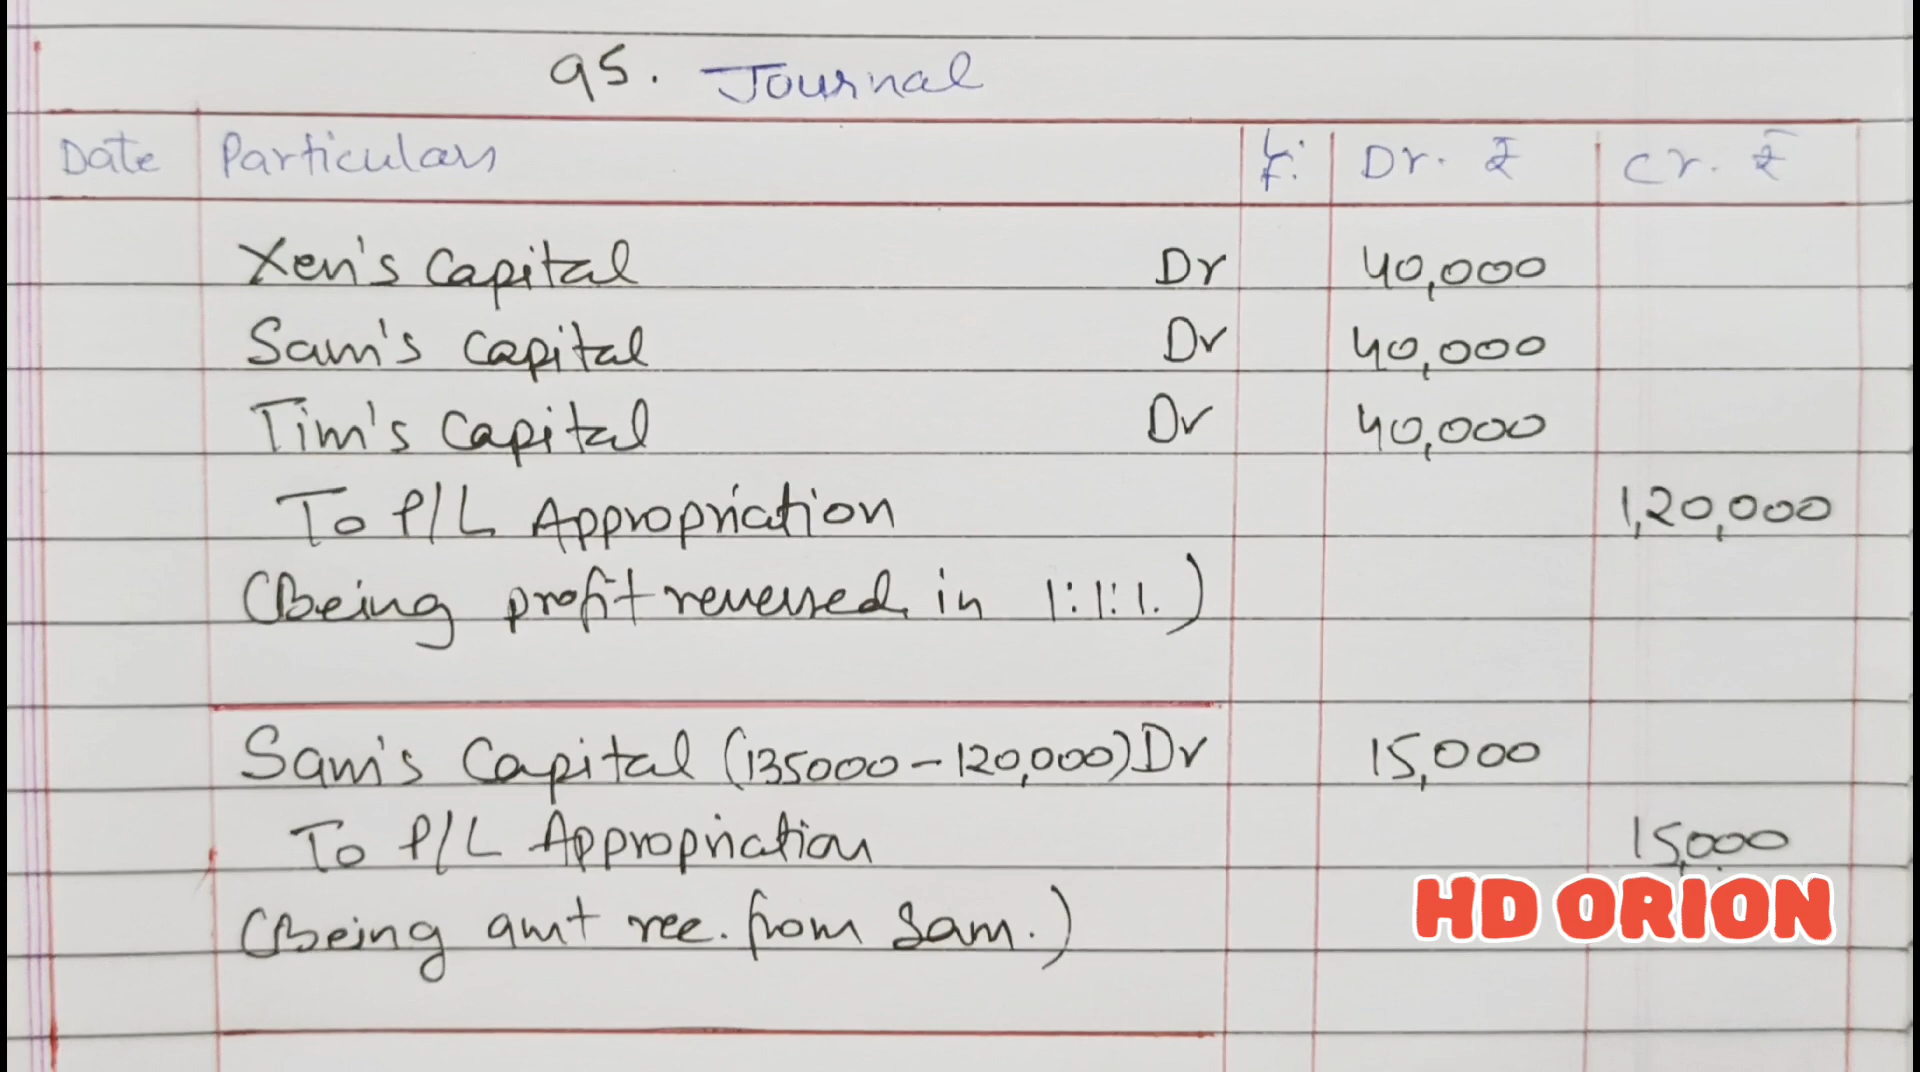 95. Journal
Date Particulars L.F. Dr. ₹ Cr. ₹
Xen's Capital Dr 40,000
Sam's Capital Dr 40,000
Tim's Capital Dr 40,000
To P/L Appropriation 1,20,000
(Being profit reversed in 1:1:1.)
Sam's Capital (135000-120,000) Dr 15,000
To P/L Appropriation 15,000
(Being amt rec. from Sam.)
HD ORION